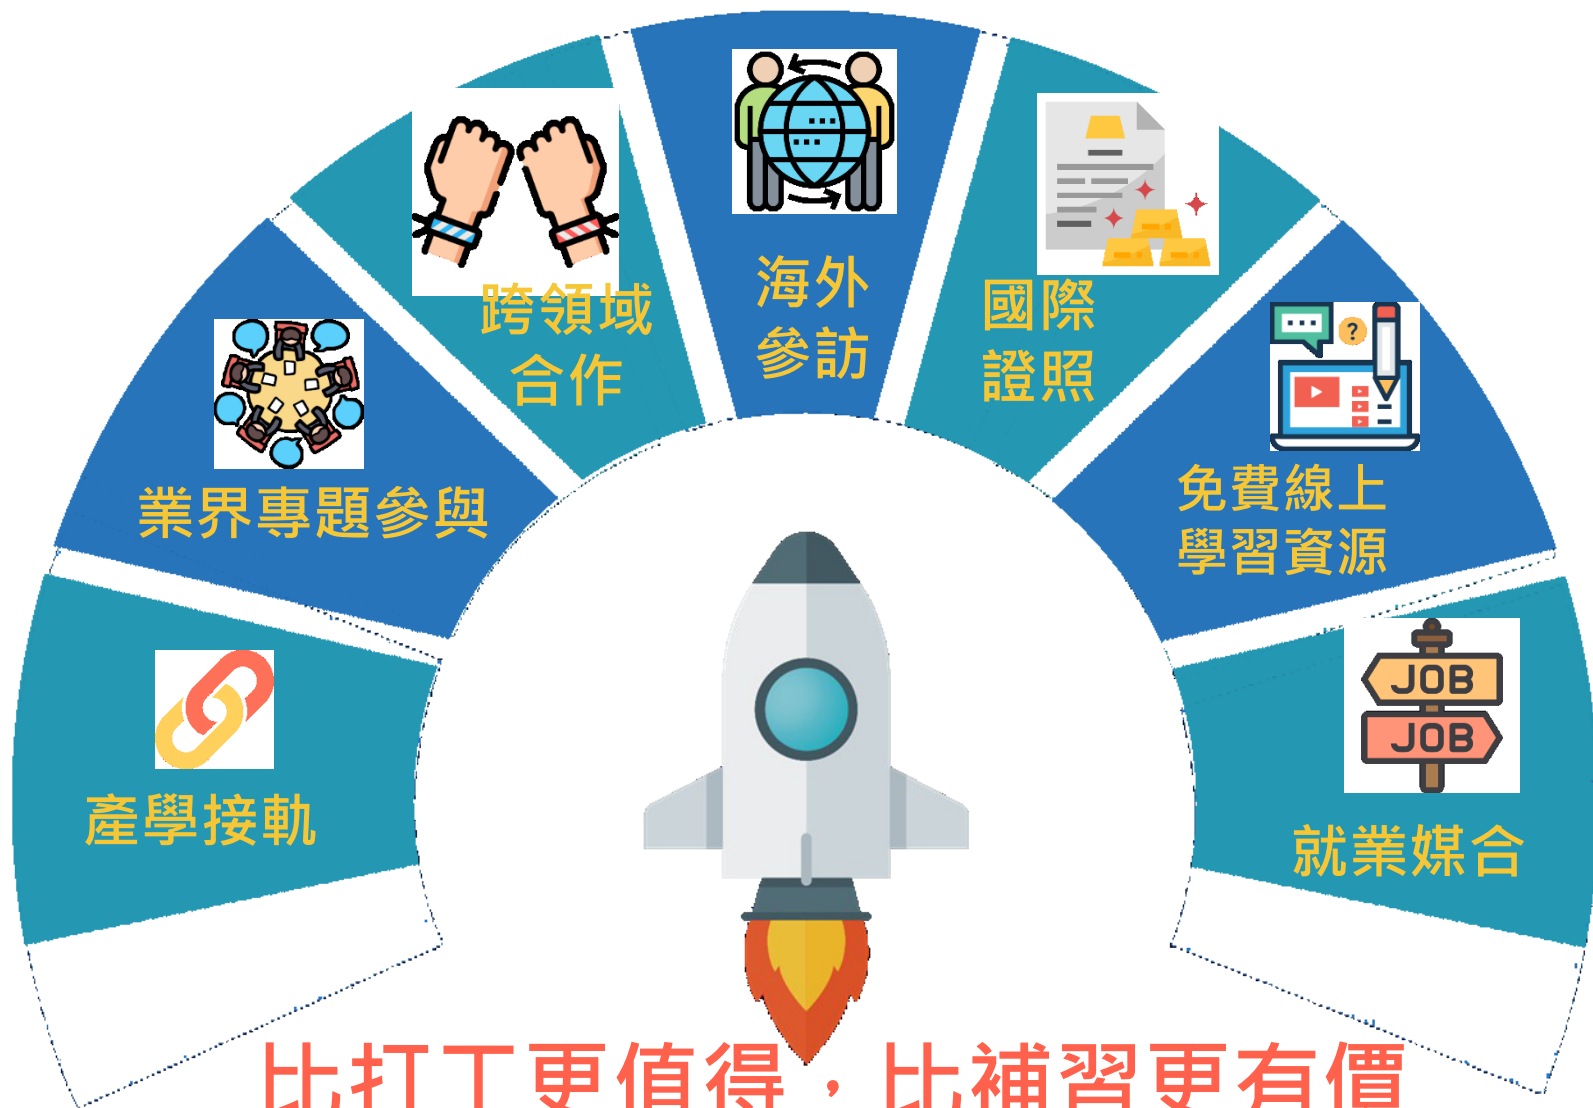 產學接軌
業界專題參與
跨領域
合作
海外
參訪
國際
證照
?
免費線上
學習資源
JOB
JOB
就業媒合
比打工更值得，比補習更有價